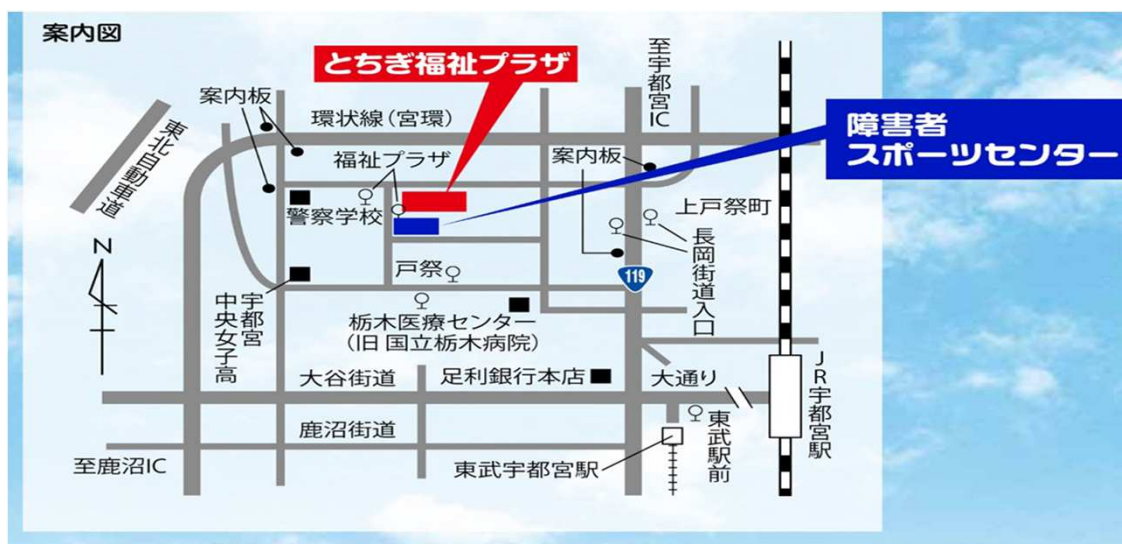 案内図
とちぎ福祉プラザ
至宇都宮IC
案内板
環状線(宮環)
障害者
スポーツセンター
東北自動車道
福祉プラザ
案内板
警察学校
上戸祭町
長岡街道入口
N
戸祭
119
宇都宮
中央女子高
栃木医療センター
(旧 国立栃木病院)
大谷街道
足利銀行本店
大通り
JR宇都宮駅
鹿沼街道
東武駅前
至鹿沼IC
東武宇都宮駅